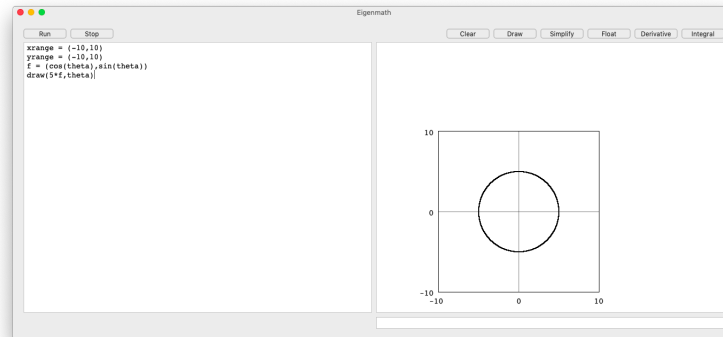 Eigenmath
Run Stop Clear Draw Simplify Float Derivative Integral
xrange = (-10,10)
yrange = (-10,10)
f = (cos(theta),sin(theta))
draw(5*f,theta)
10
0
-10
-10 0 10